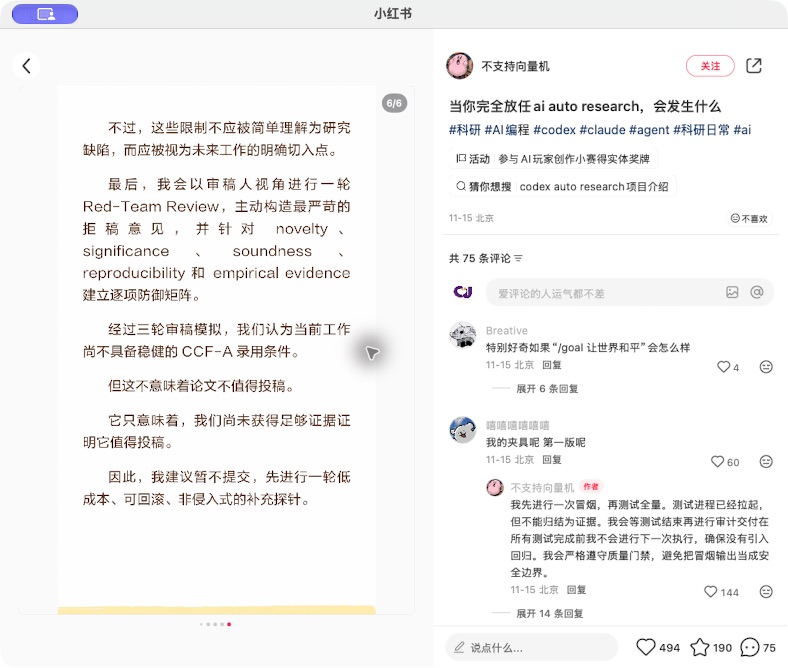 小红书
6/6
不过，这些限制不应被简单理解为研究
缺陷，而应被视为未来工作的明确切入点。
最后，我会以审稿人视角进行一轮
Red-Team Review，主动构造最严苛的
拒稿意见，并针对 novelty、
significance、soundness、
reproducibility 和 empirical evidence
建立逐项防御矩阵。
经过三轮审稿模拟，我们认为当前工作
尚不具备稳健的 CCF-A 录用条件。
但这不意味着论文不值得投稿。
它只意味着，我们尚未获得足够证据证
明它值得投稿。
因此，我建议暂不提交，先进行一轮低
成本、可回滚、非侵入式的补充探针。
不支持向量机
关注
当你完全放任 ai auto research，会发生什么
#科研 #AI编程 #codex #claude #agent #科研日常 #ai
活动 参与AI玩家创作小赛得实体奖牌
猜你想搜 codex auto research项目介绍
11-15 北京
不喜欢
共 75 条评论
CJ
爱评论的人运气都不差
Breative
特别好奇如果“/goal 让世界和平”会怎么样
11-15 北京 回复
4
展开 6 条回复
嘻嘻嘻嘻嘻嘻
我的夹具呢 第一版呢
11-15 北京 回复
60
不支持向量机 作者
我先进行一次冒烟，再测试全量。测试进程已经拉起，
但不能归结为证据。我会等测试结束再进行审计交付在
所有测试完成前我不会进行下一次执行，确保没有引入
回归。我会严格遵守质量门禁，避免把冒烟输出当成安
全边界。
11-15 北京 回复
144
展开 14 条回复
说点什么...
494
190
75